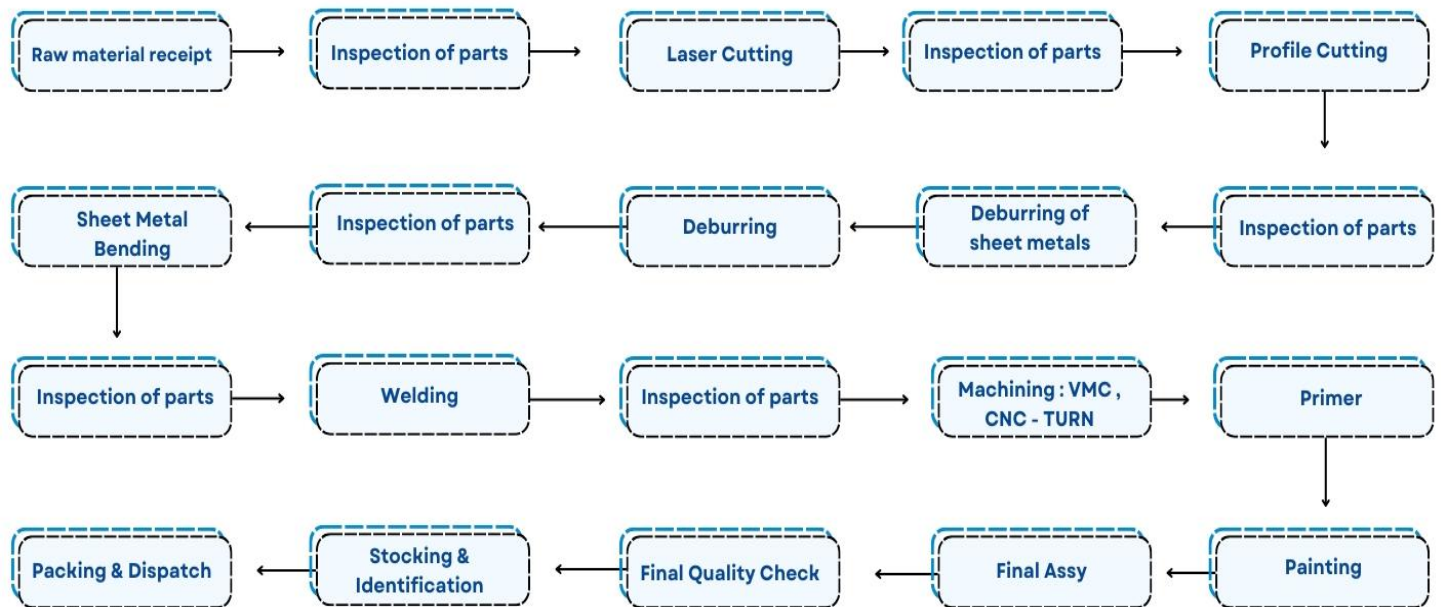 Raw material receipt
Inspection of parts
Laser Cutting
Inspection of parts
Profile Cutting
Inspection of parts
Deburring of
sheet metals
Deburring
Inspection of parts
Sheet Metal
Bending
Inspection of parts
Welding
Inspection of parts
Machining : VMC ,
CNC - TURN
Primer
Painting
Final Assy
Final Quality Check
Stocking &
Identification
Packing & Dispatch